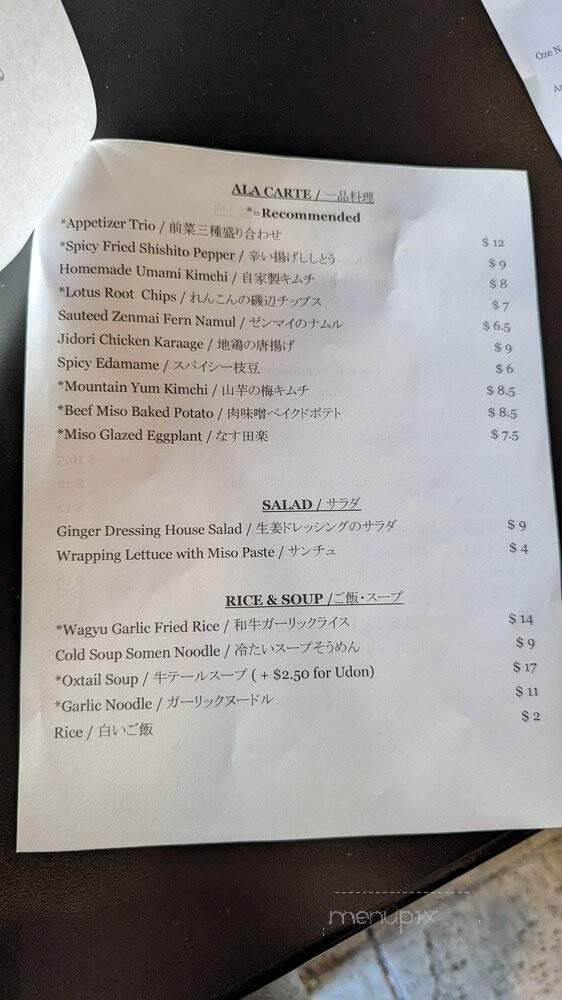 Oze N
A
ALA CARTE / 一品料理
*=Recommended
*Appetizer Trio / 前菜三種盛り合わせ $ 12
*Spicy Fried Shishito Pepper / 辛い揚げししとう $ 9
Homemade Umami Kimchi / 自家製キムチ $ 8
*Lotus Root Chips / れんこんの磯辺チップス $ 7
Sauteed Zenmai Fern Namul / ゼンマイのナムル $ 6.5
Jidori Chicken Karaage / 地鶏の唐揚げ $ 9
Spicy Edamame / スパイシー枝豆 $ 6
*Mountain Yum Kimchi / 山芋の梅キムチ $ 8.5
*Beef Miso Baked Potato / 肉味噌ベイクドポテト $ 8.5
*Miso Glazed Eggplant / なす田楽 $ 7.5
SALAD / サラダ
Ginger Dressing House Salad / 生姜ドレッシングのサラダ $ 9
Wrapping Lettuce with Miso Paste / サンチュ $ 4
RICE & SOUP /ご飯・スープ
*Wagyu Garlic Fried Rice / 和牛ガーリックライス $ 14
Cold Soup Somen Noodle / 冷たいスープそうめん $ 9
*Oxtail Soup / 牛テールスープ ( + $2.50 for Udon) $ 17
*Garlic Noodle / ガーリックヌードル $ 11
Rice / 白いご飯 $ 2
menupix